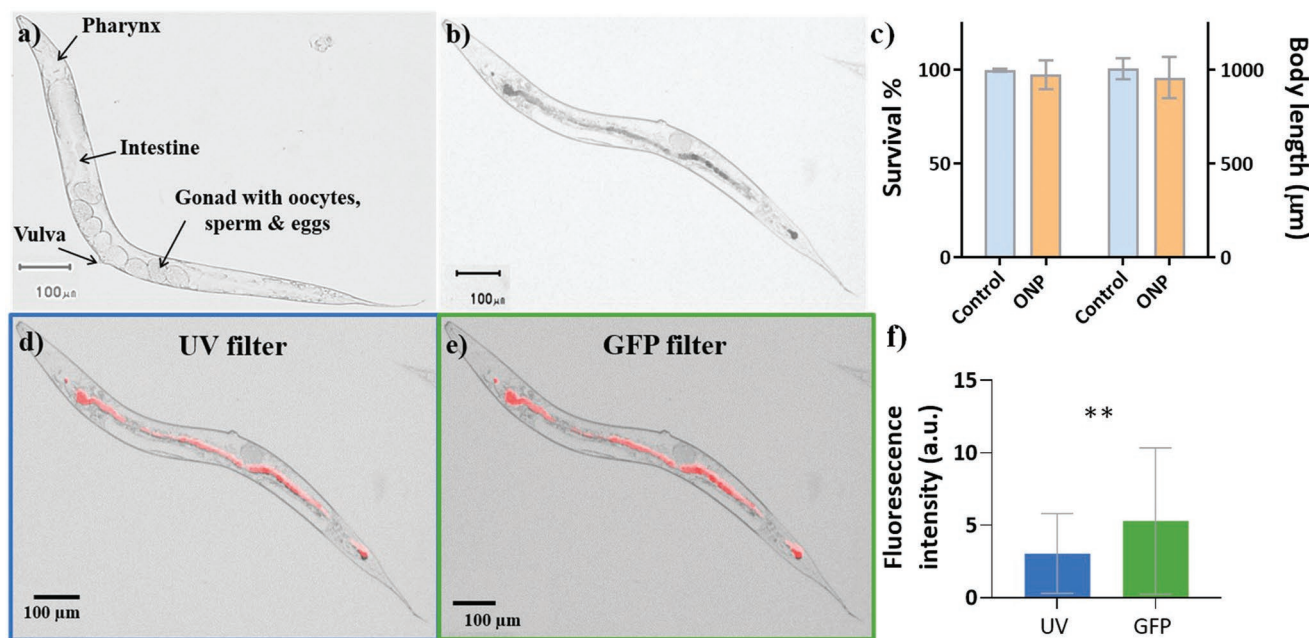 a)
Pharynx
Intestine
Gonad with oocytes,
sperm & eggs
Vulva
100 µm
b)
100 µm
c)
Survival %
100
50
0
Control
ONP
Control
ONP
1000
500
0
Body length (µm)
d)
UV filter
100 µm
e)
GFP filter
100 µm
f)
Fluoresecence
intensity (a.u.)
15
10
5
0
**
UV
GFP